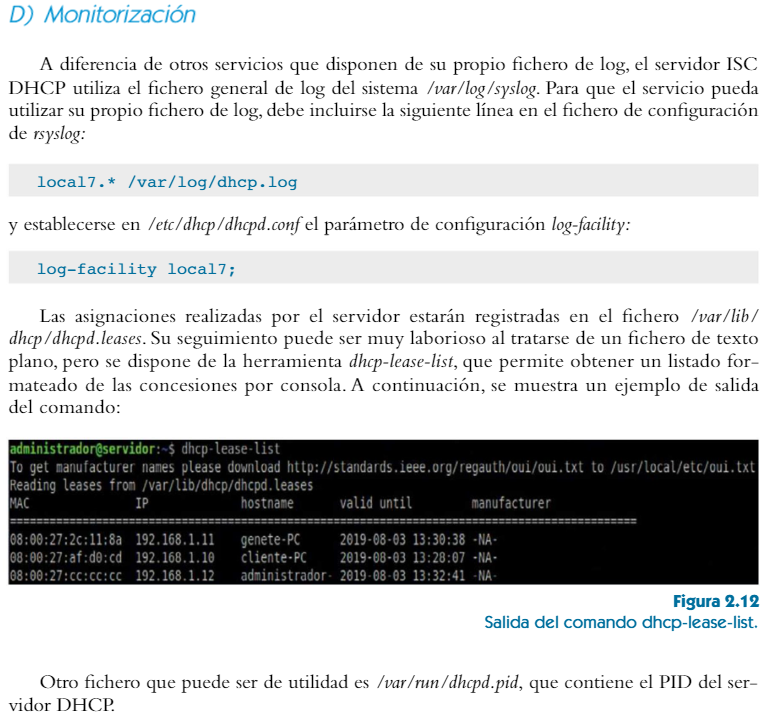 D) Monitorización
A diferencia de otros servicios que disponen de su propio fichero de log, el servidor ISC
DHCP utiliza el fichero general de log del sistema /var/log/syslog. Para que el servicio pueda
utilizar su propio fichero de log, debe incluirse la siguiente línea en el fichero de configuración
de rsyslog:
local7.* /var/log/dhcp.log
y establecerse en /etc/dhcp/dhcpd.conf el parámetro de configuración log-facility:
log-facility local7;
Las asignaciones realizadas por el servidor estarán registradas en el fichero /var/lib/
dhcp/dhcpd.leases. Su seguimiento puede ser muy laborioso al tratarse de un fichero de texto
plano, pero se dispone de la herramienta dhcp-lease-list, que permite obtener un listado for-
mateado de las concesiones por consola. A continuación, se muestra un ejemplo de salida
del comando:
administrador@servidor:~$ dhcp-lease-list
To get manufacturer names please download http://standards.ieee.org/regauth/oui/oui.txt to /usr/local/etc/oui.txt
Reading leases from /var/lib/dhcp/dhcpd.leases
MAC IP hostname valid until manufacturer
===============================================================================================
08:00:27:2c:11:8a 192.168.1.11 genete-PC 2019-08-03 13:30:38 -NA-
08:00:27:af:d0:cd 192.168.1.10 cliente-PC 2019-08-03 13:28:07 -NA-
08:00:27:cc:cc:cc 192.168.1.12 administrador- 2019-08-03 13:32:41 -NA-
Figura 2.12
Salida del comando dhcp-lease-list.
Otro fichero que puede ser de utilidad es /var/run/dhcpd.pid, que contiene el PID del ser-
vidor DHCP.